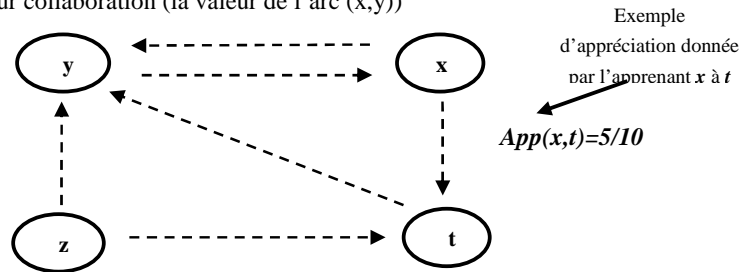 ur collaboration (la valeur de l'arc (x,y))
Exemple
d'appréciation donnée
par l'apprenant x à t
y
x
App(x,t)=5/10
z
t